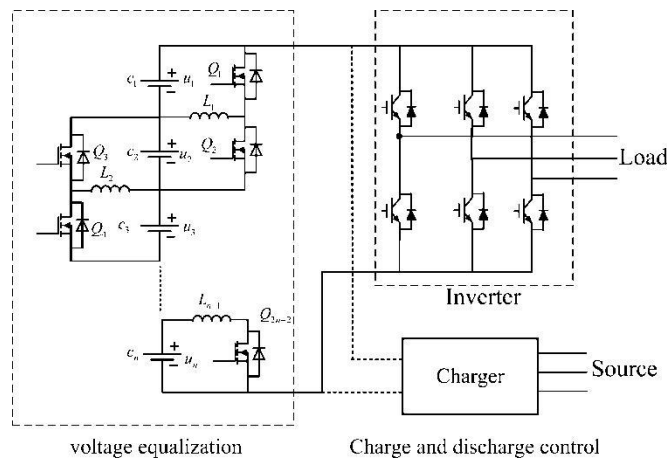 Q1
c1 + u1
L1
Q3
c2 + u2
Q2
L2
Q4
c3 + u3
Ln-1
Q2n-2
cn + un
Load
Inverter
Charger
Source
voltage equalization
Charge and discharge control